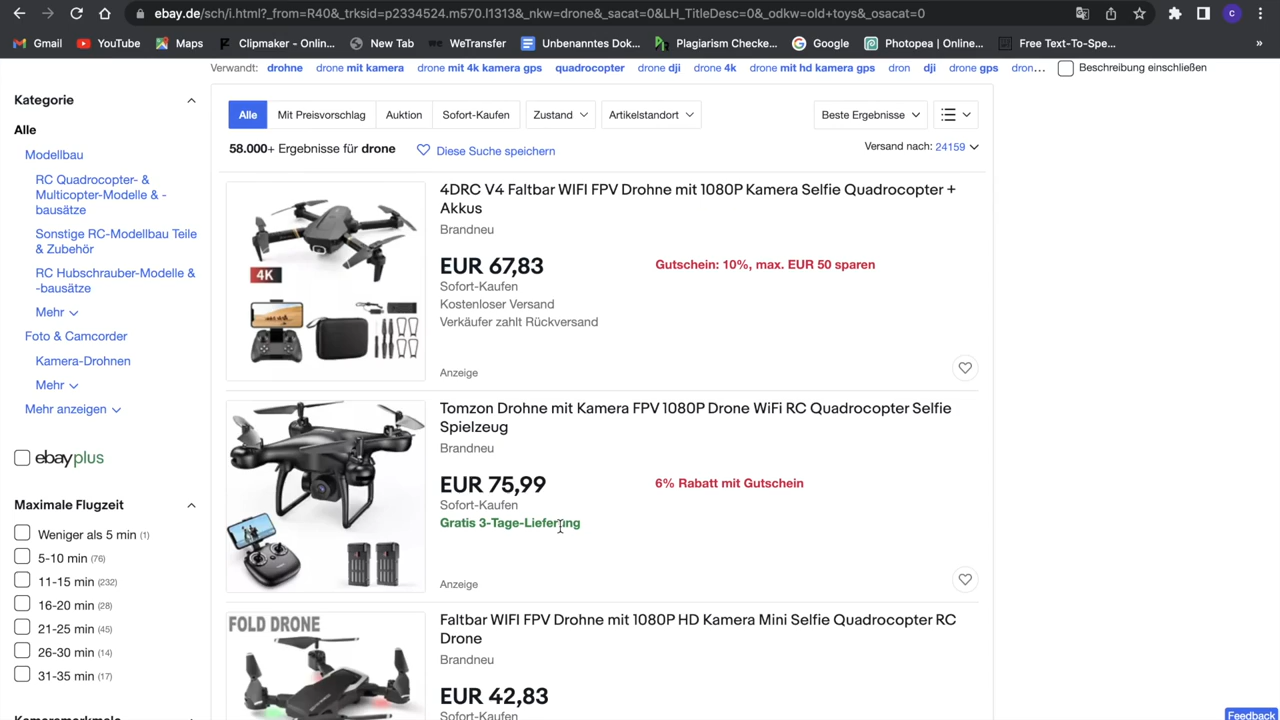 ebay.de/sch/i.html?_from=R40&_trksid=p2334524.m570.l1313&_nkw=drone&_sacat=0&LH_TitleDesc=0&_odkw=old+toys&_osacat=0
C
Gmail YouTube Maps Clipmaker - Onlin... New Tab WeTransfer Unbenanntes Dok... Plagiarism Checke... Google Photopea | Online... Free Text-To-Spe... »
Verwandt: drohne drone mit kamera drone mit 4k kamera gps quadrocopter drone dji drone 4k drone mit hd kamera gps dron dji drone gps dron... Beschreibung einschließen
Kategorie
Alle
Modellbau
RC Quadrocopter- &
Multicopter-Modelle & -
bausätze
Sonstige RC-Modellbau Teile
& Zubehör
RC Hubschrauber-Modelle &
-bausätze
Mehr
Foto & Camcorder
Kamera-Drohnen
Mehr
Mehr anzeigen
ebayplus
Maximale Flugzeit
Weniger als 5 min (1)
5-10 min (76)
11-15 min (232)
16-20 min (28)
21-25 min (45)
26-30 min (14)
31-35 min (17)
Kameramerkmale
Alle Mit Preisvorschlag Auktion Sofort-Kaufen Zustand Artikelstandort Beste Ergebnisse
58.000+ Ergebnisse für drone Diese Suche speichern Versand nach: 24159
4K
4DRC V4 Faltbar WIFI FPV Drohne mit 1080P Kamera Selfie Quadrocopter +
Akkus
Brandneu
EUR 67,83 Gutschein: 10%, max. EUR 50 sparen
Sofort-Kaufen
Kostenloser Versand
Verkäufer zahlt Rückversand
Anzeige
Tomzon Drohne mit Kamera FPV 1080P Drone WiFi RC Quadrocopter Selfie
Spielzeug
Brandneu
EUR 75,99 6% Rabatt mit Gutschein
Sofort-Kaufen
Gratis 3-Tage-Lieferung
Anzeige
FOLD DRONE
Faltbar WIFI FPV Drohne mit 1080P HD Kamera Mini Selfie Quadrocopter RC
Drone
Brandneu
EUR 42,83
Sofort-Kaufen
Feedback